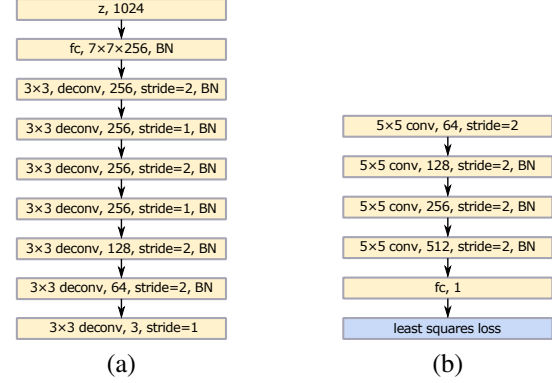 z, 1024
fc, 7×7×256, BN
3×3, deconv, 256, stride=2, BN
3×3 deconv, 256, stride=1, BN
3×3 deconv, 256, stride=2, BN
3×3 deconv, 256, stride=1, BN
3×3 deconv, 128, stride=2, BN
3×3 deconv, 64, stride=2, BN
3×3 deconv, 3, stride=1
(a)
5×5 conv, 64, stride=2
5×5 conv, 128, stride=2, BN
5×5 conv, 256, stride=2, BN
5×5 conv, 512, stride=2, BN
fc, 1
least squares loss
(b)